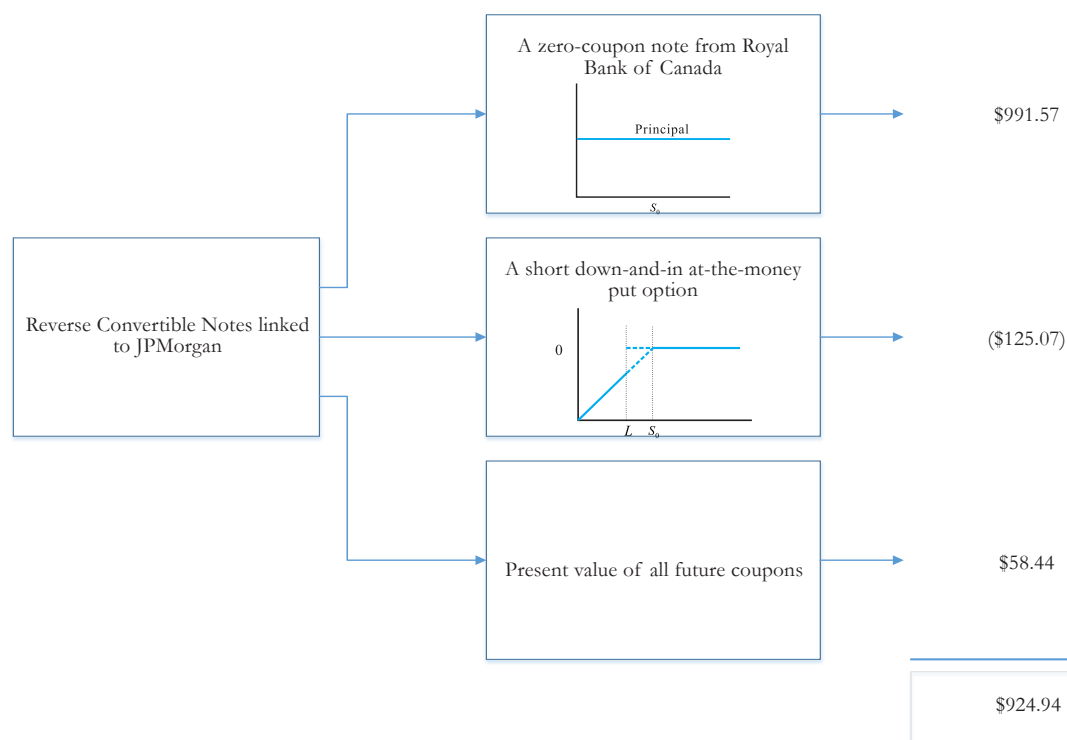 A zero-coupon note from Royal
Bank of Canada
Principal
S₀
$991.57
Reverse Convertible Notes linked
to JPMorgan
A short down-and-in at-the-money
put option
0
L S₀
($125.07)
Present value of all future coupons
$58.44
$924.94